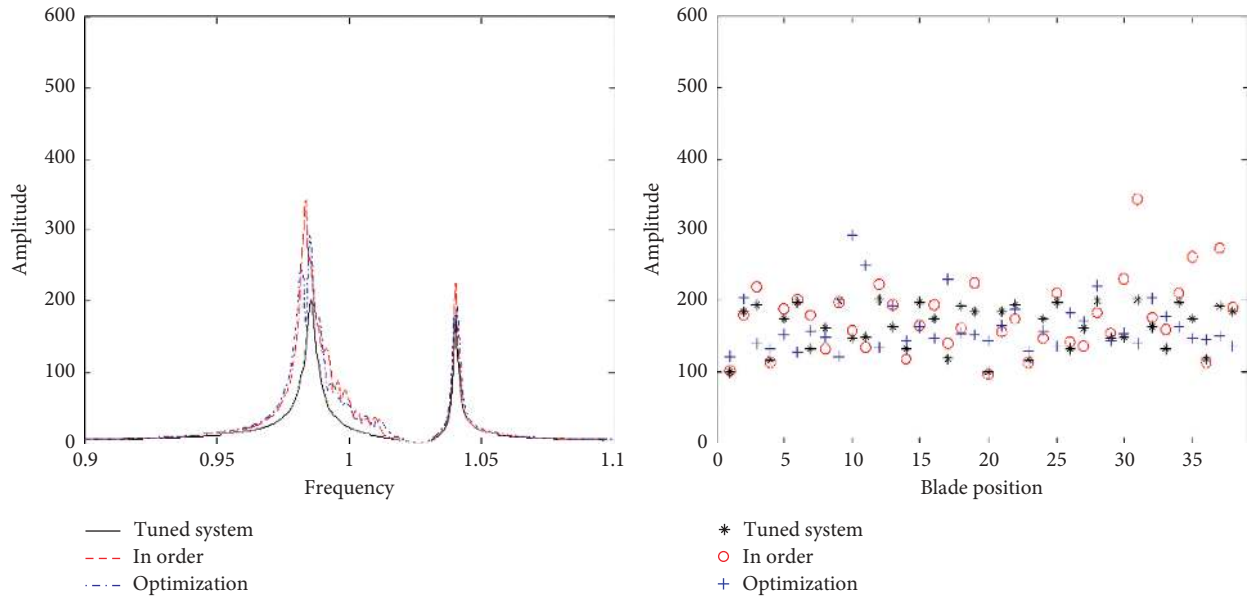 600
500
400
300
200
100
0
Amplitude
0.9
0.95
1
1.05
1.1
Frequency
Tuned system
In order
Optimization
600
500
400
300
200
100
0
Amplitude
0
5
10
15
20
25
30
35
Blade position
Tuned system
In order
Optimization